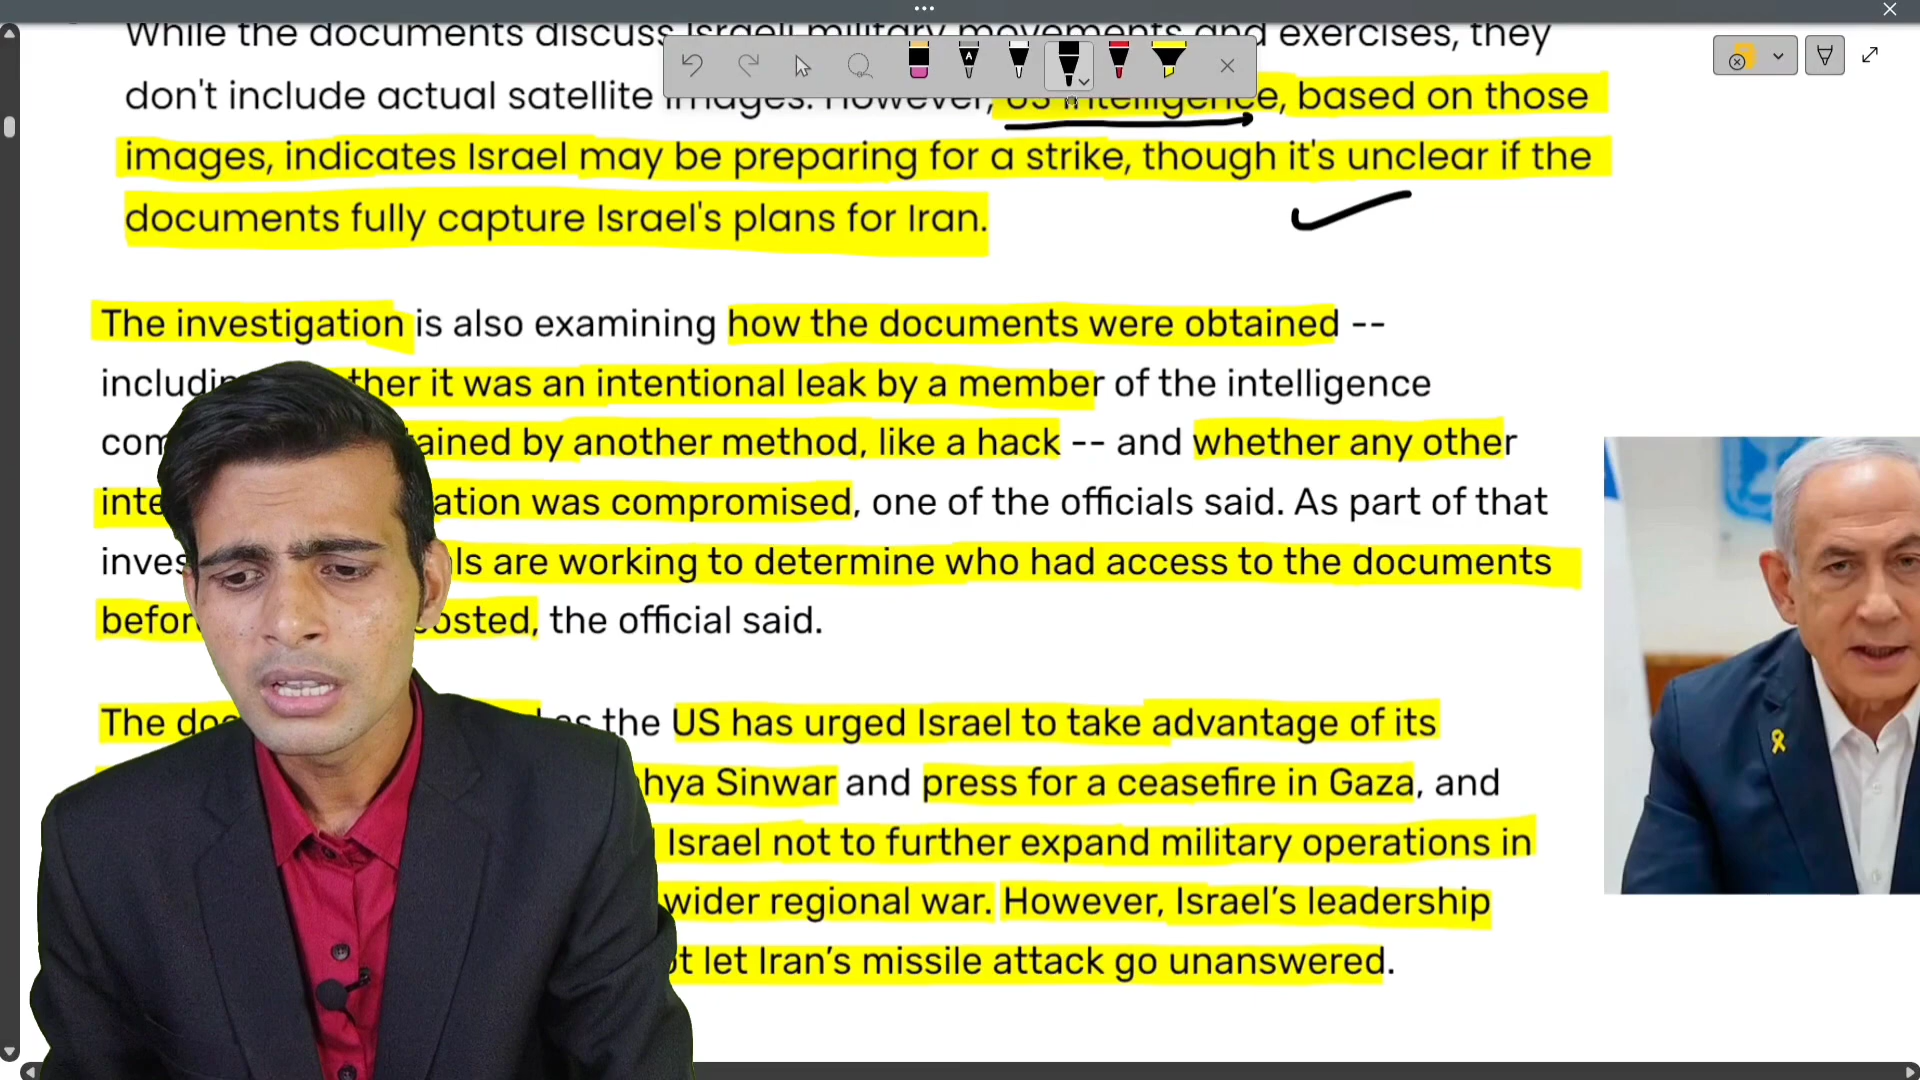 While the documents discuss Israeli military movements and exercises, they
don't include actual satellite images. However, US intelligence, based on those
images, indicates Israel may be preparing for a strike, though it's unclear if the
documents fully capture Israel's plans for Iran.
The investigation is also examining how the documents were obtained --
including ther it was an intentional leak by a member of the intelligence
com ained by another method, like a hack -- and whether any other
inte ation was compromised, one of the officials said. As part of that
inves ls are working to determine who had access to the documents
befor osted, the official said.
The doc as the US has urged Israel to take advantage of its
hya Sinwar and press for a ceasefire in Gaza, and
Israel not to further expand military operations in
wider regional war. However, Israel’s leadership
ot let Iran’s missile attack go unanswered.